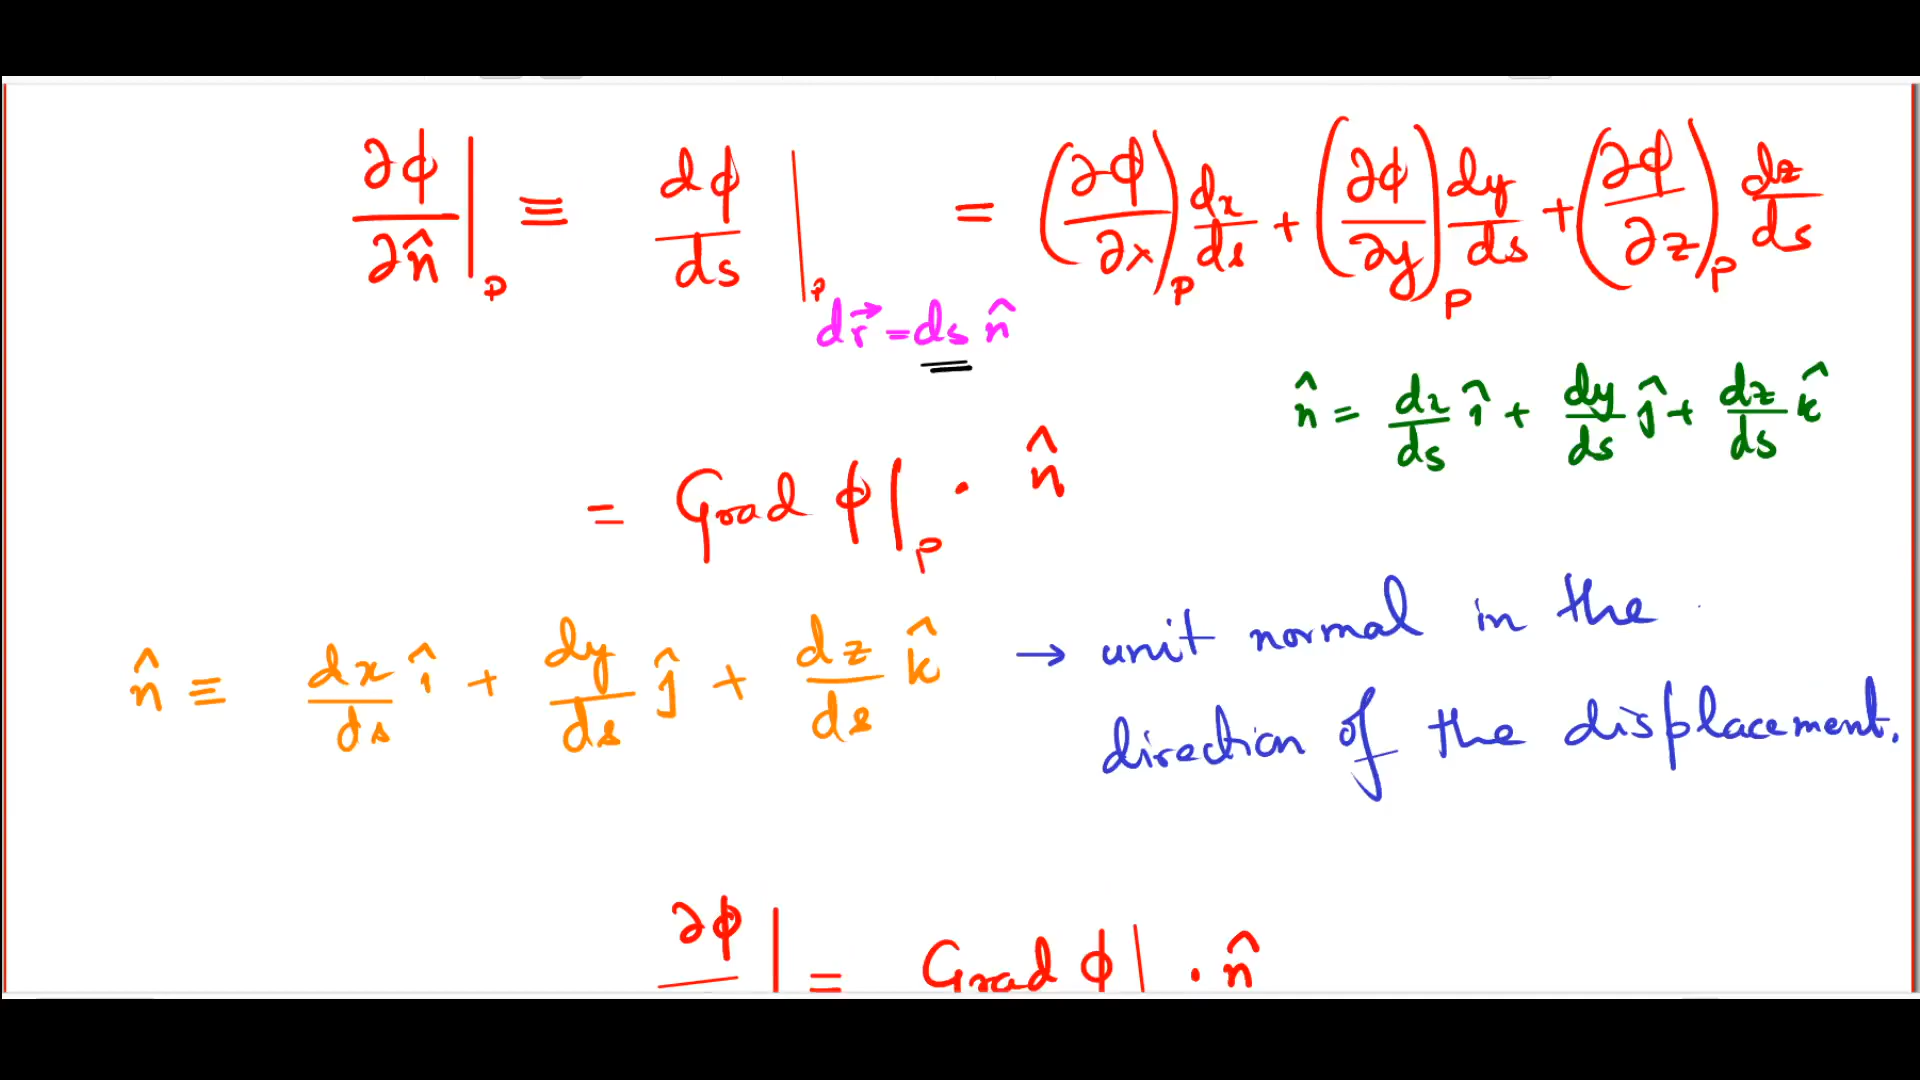 ∂ϕ/∂n̂ |_P ≡ dϕ/ds |_P = (∂ϕ/∂x)_P dx/ds + (∂ϕ/∂y)_P dy/ds + (∂ϕ/∂z)_P dz/ds
dr⃗ = ds n̂
n̂ = dx/ds î + dy/ds ĵ + dz/ds k̂
= Grad ϕ|_P · n̂
n̂ ≡ dx/ds î + dy/ds ĵ + dz/ds k̂ → unit normal in the
direction of the displacement.
∂ϕ | = Grad ϕ | · n̂